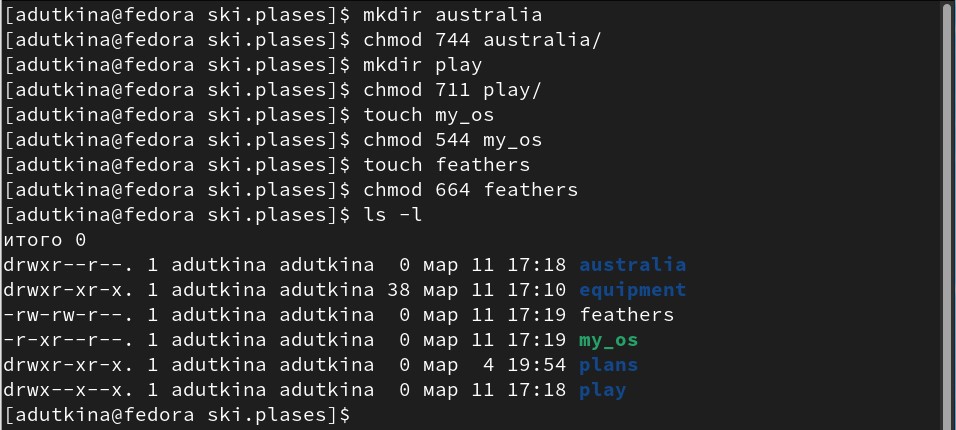 [adutkina@fedora ski.plases]$ mkdir australia
[adutkina@fedora ski.plases]$ chmod 744 australia/
[adutkina@fedora ski.plases]$ mkdir play
[adutkina@fedora ski.plases]$ chmod 711 play/
[adutkina@fedora ski.plases]$ touch my_os
[adutkina@fedora ski.plases]$ chmod 544 my_os
[adutkina@fedora ski.plases]$ touch feathers
[adutkina@fedora ski.plases]$ chmod 664 feathers
[adutkina@fedora ski.plases]$ ls -l
итого 0
drwxr--r--. 1 adutkina adutkina  0 мар 11 17:18 australia
drwxr-xr-x. 1 adutkina adutkina 38 мар 11 17:10 equipment
-rw-rw-r--. 1 adutkina adutkina  0 мар 11 17:19 feathers
-r-xr--r--. 1 adutkina adutkina  0 мар 11 17:19 my_os
drwxr-xr-x. 1 adutkina adutkina  0 мар  4 19:54 plans
drwx--x--x. 1 adutkina adutkina  0 мар 11 17:18 play
[adutkina@fedora ski.plases]$